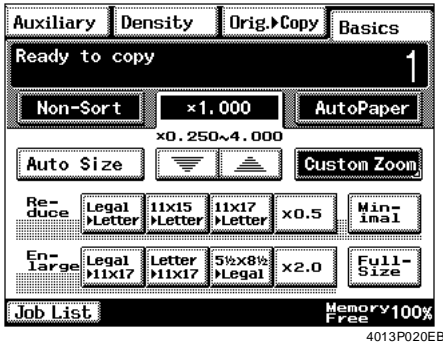 Auxiliary Density Orig.▸Copy Basics
Ready to copy 1
Non-Sort ×1.000 AutoPaper
×0.250~4.000
Auto Size Custom Zoom
Re-
duce
Legal
▸Letter
11x15
▸Letter
11x17
▸Letter
×0.5
Min-
imal
En-
large
Legal
▸11x17
Letter
▸11x17
5½x8½
▸Legal
×2.0
Full-
Size
Job List
Memory
Free 100%
4013P020EB